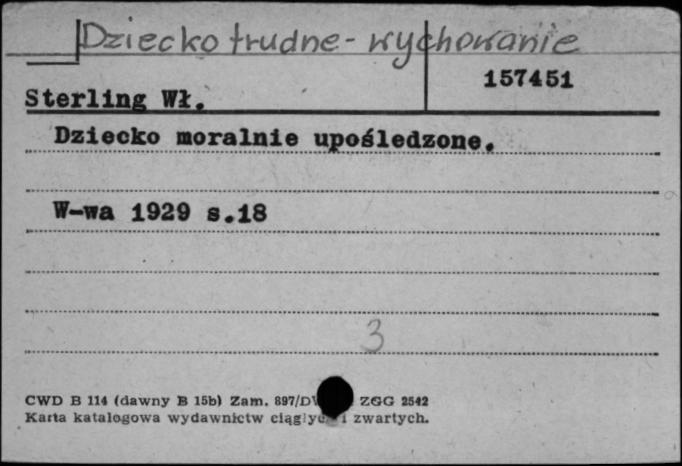 Dziecko trudne - wychowanie
157451
Sterling Wł.
Dziecko moralnie upośledzone.
W-wa 1929 s.18
3
CWD B 114 (dawny B 15b) Zam. 897/ ZGG 2542
Karta katalogowa wydawnictw i zwartych.